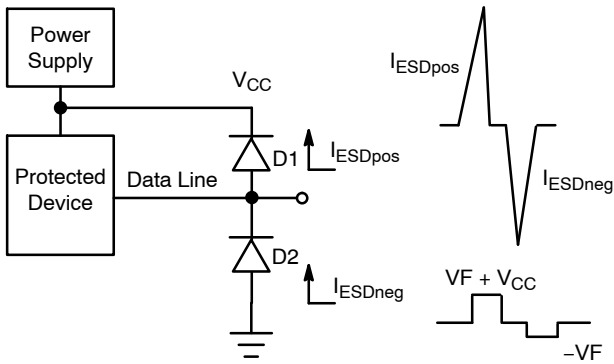 Power
Supply
V_CC
I_ESDpos
D1
I_ESDpos
Protected
Device
Data Line
I_ESDneg
D2
I_ESDneg
VF + V_CC
−VF